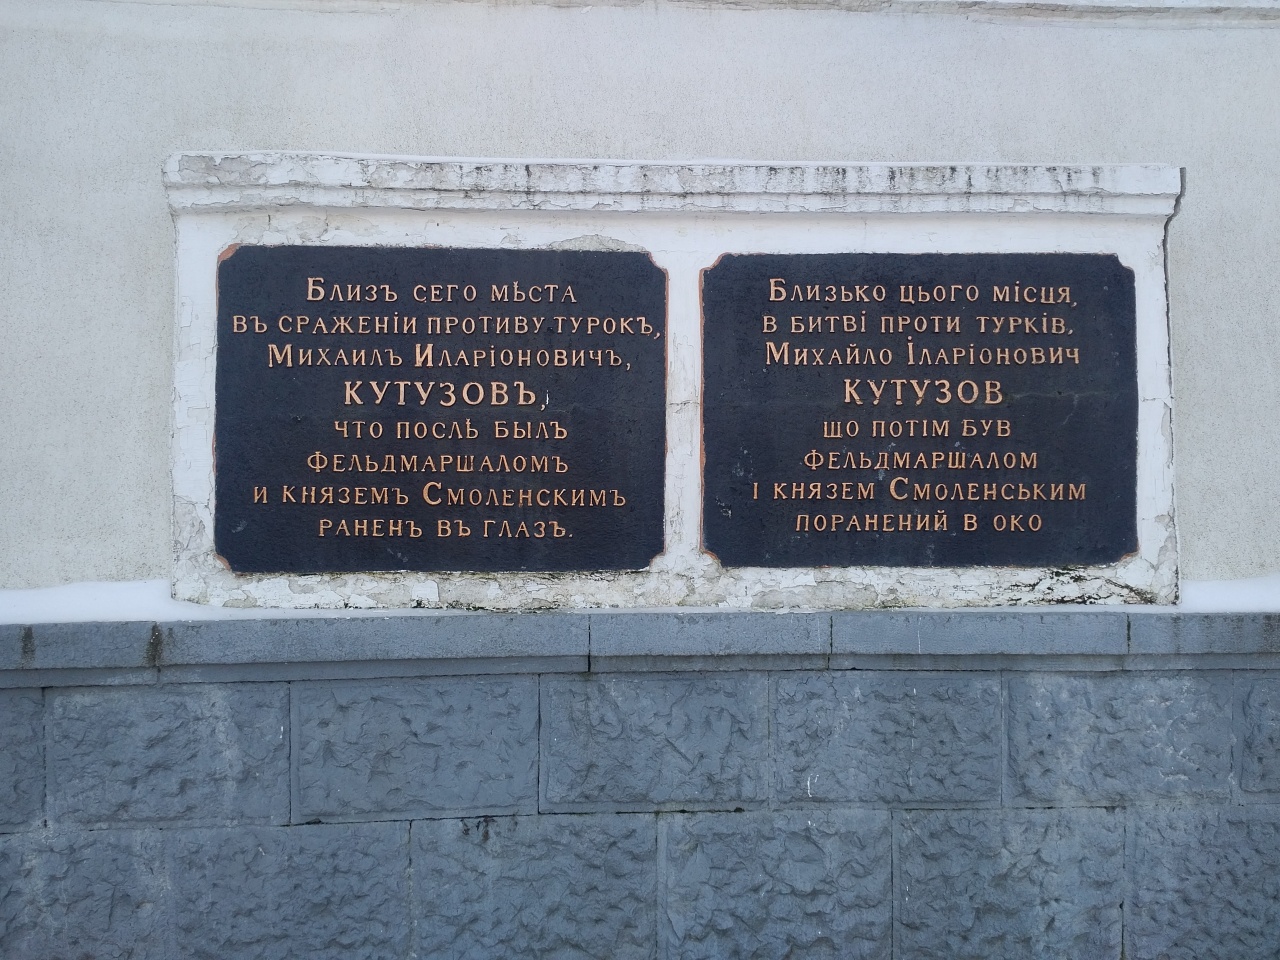 Близъ сего мѣста
въ сраженіи противу турокъ,
Михаилъ Иларіоновичъ,
КУТУЗОВЪ,
что послѣ былъ
фельдмаршаломъ
и княземъ Смоленскимъ
раненъ въ глазъ.
Близько цього місця,
в битві проти турків,
Михайло Іларіонович
КУТУЗОВ
що потім був
фельдмаршалом
і князем Смоленським
поранений в око